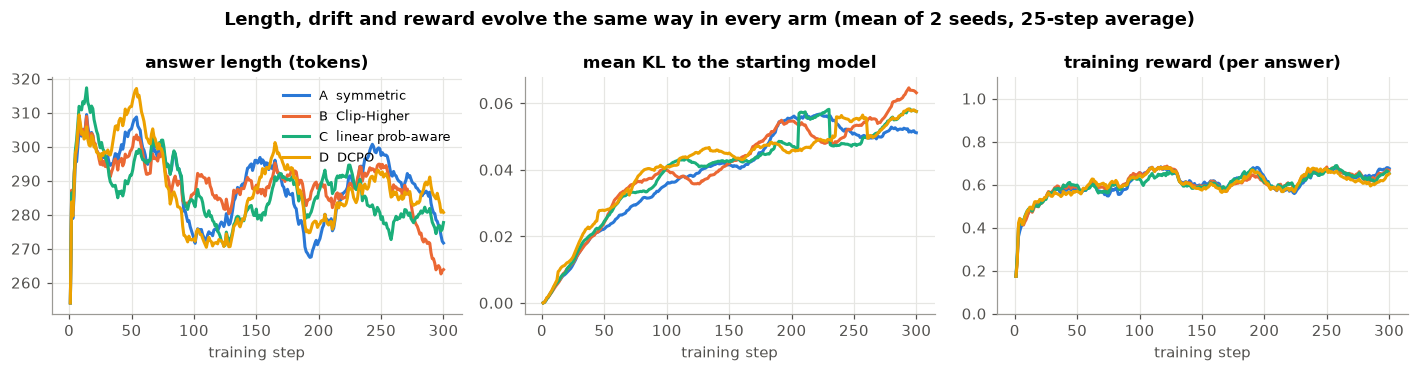 Length, drift and reward evolve the same way in every arm (mean of 2 seeds, 25-step average)
answer length (tokens)
320
310
300
290
280
270
260
0 50 100 150 200 250 300
training step
A symmetric
B Clip-Higher
C linear prob-aware
D DCPO
mean KL to the starting model
0.06
0.04
0.02
0.00
0 50 100 150 200 250 300
training step
training reward (per answer)
1.0
0.8
0.6
0.4
0.2
0.0
0 50 100 150 200 250 300
training step